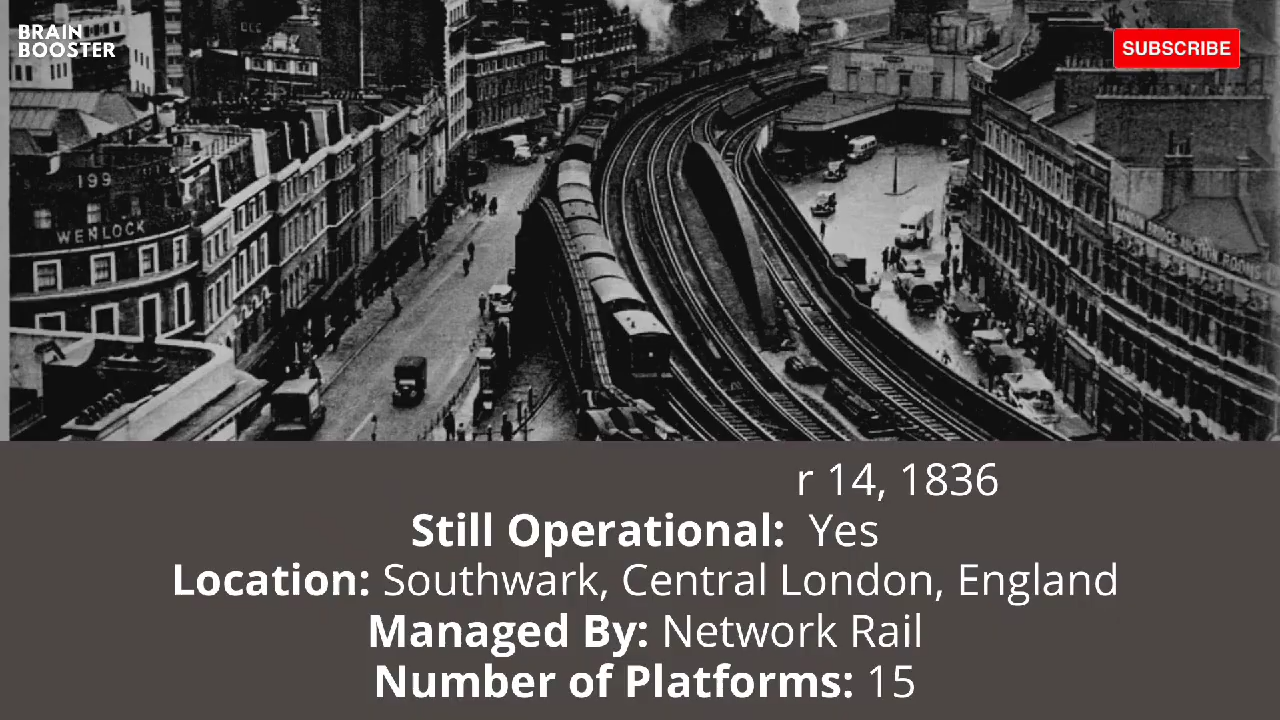 BRAIN
BOOSTER
SUBSCRIBE
199
WENLOCK
r 14, 1836
Still Operational: Yes
Location: Southwark, Central London, England
Managed By: Network Rail
Number of Platforms: 15